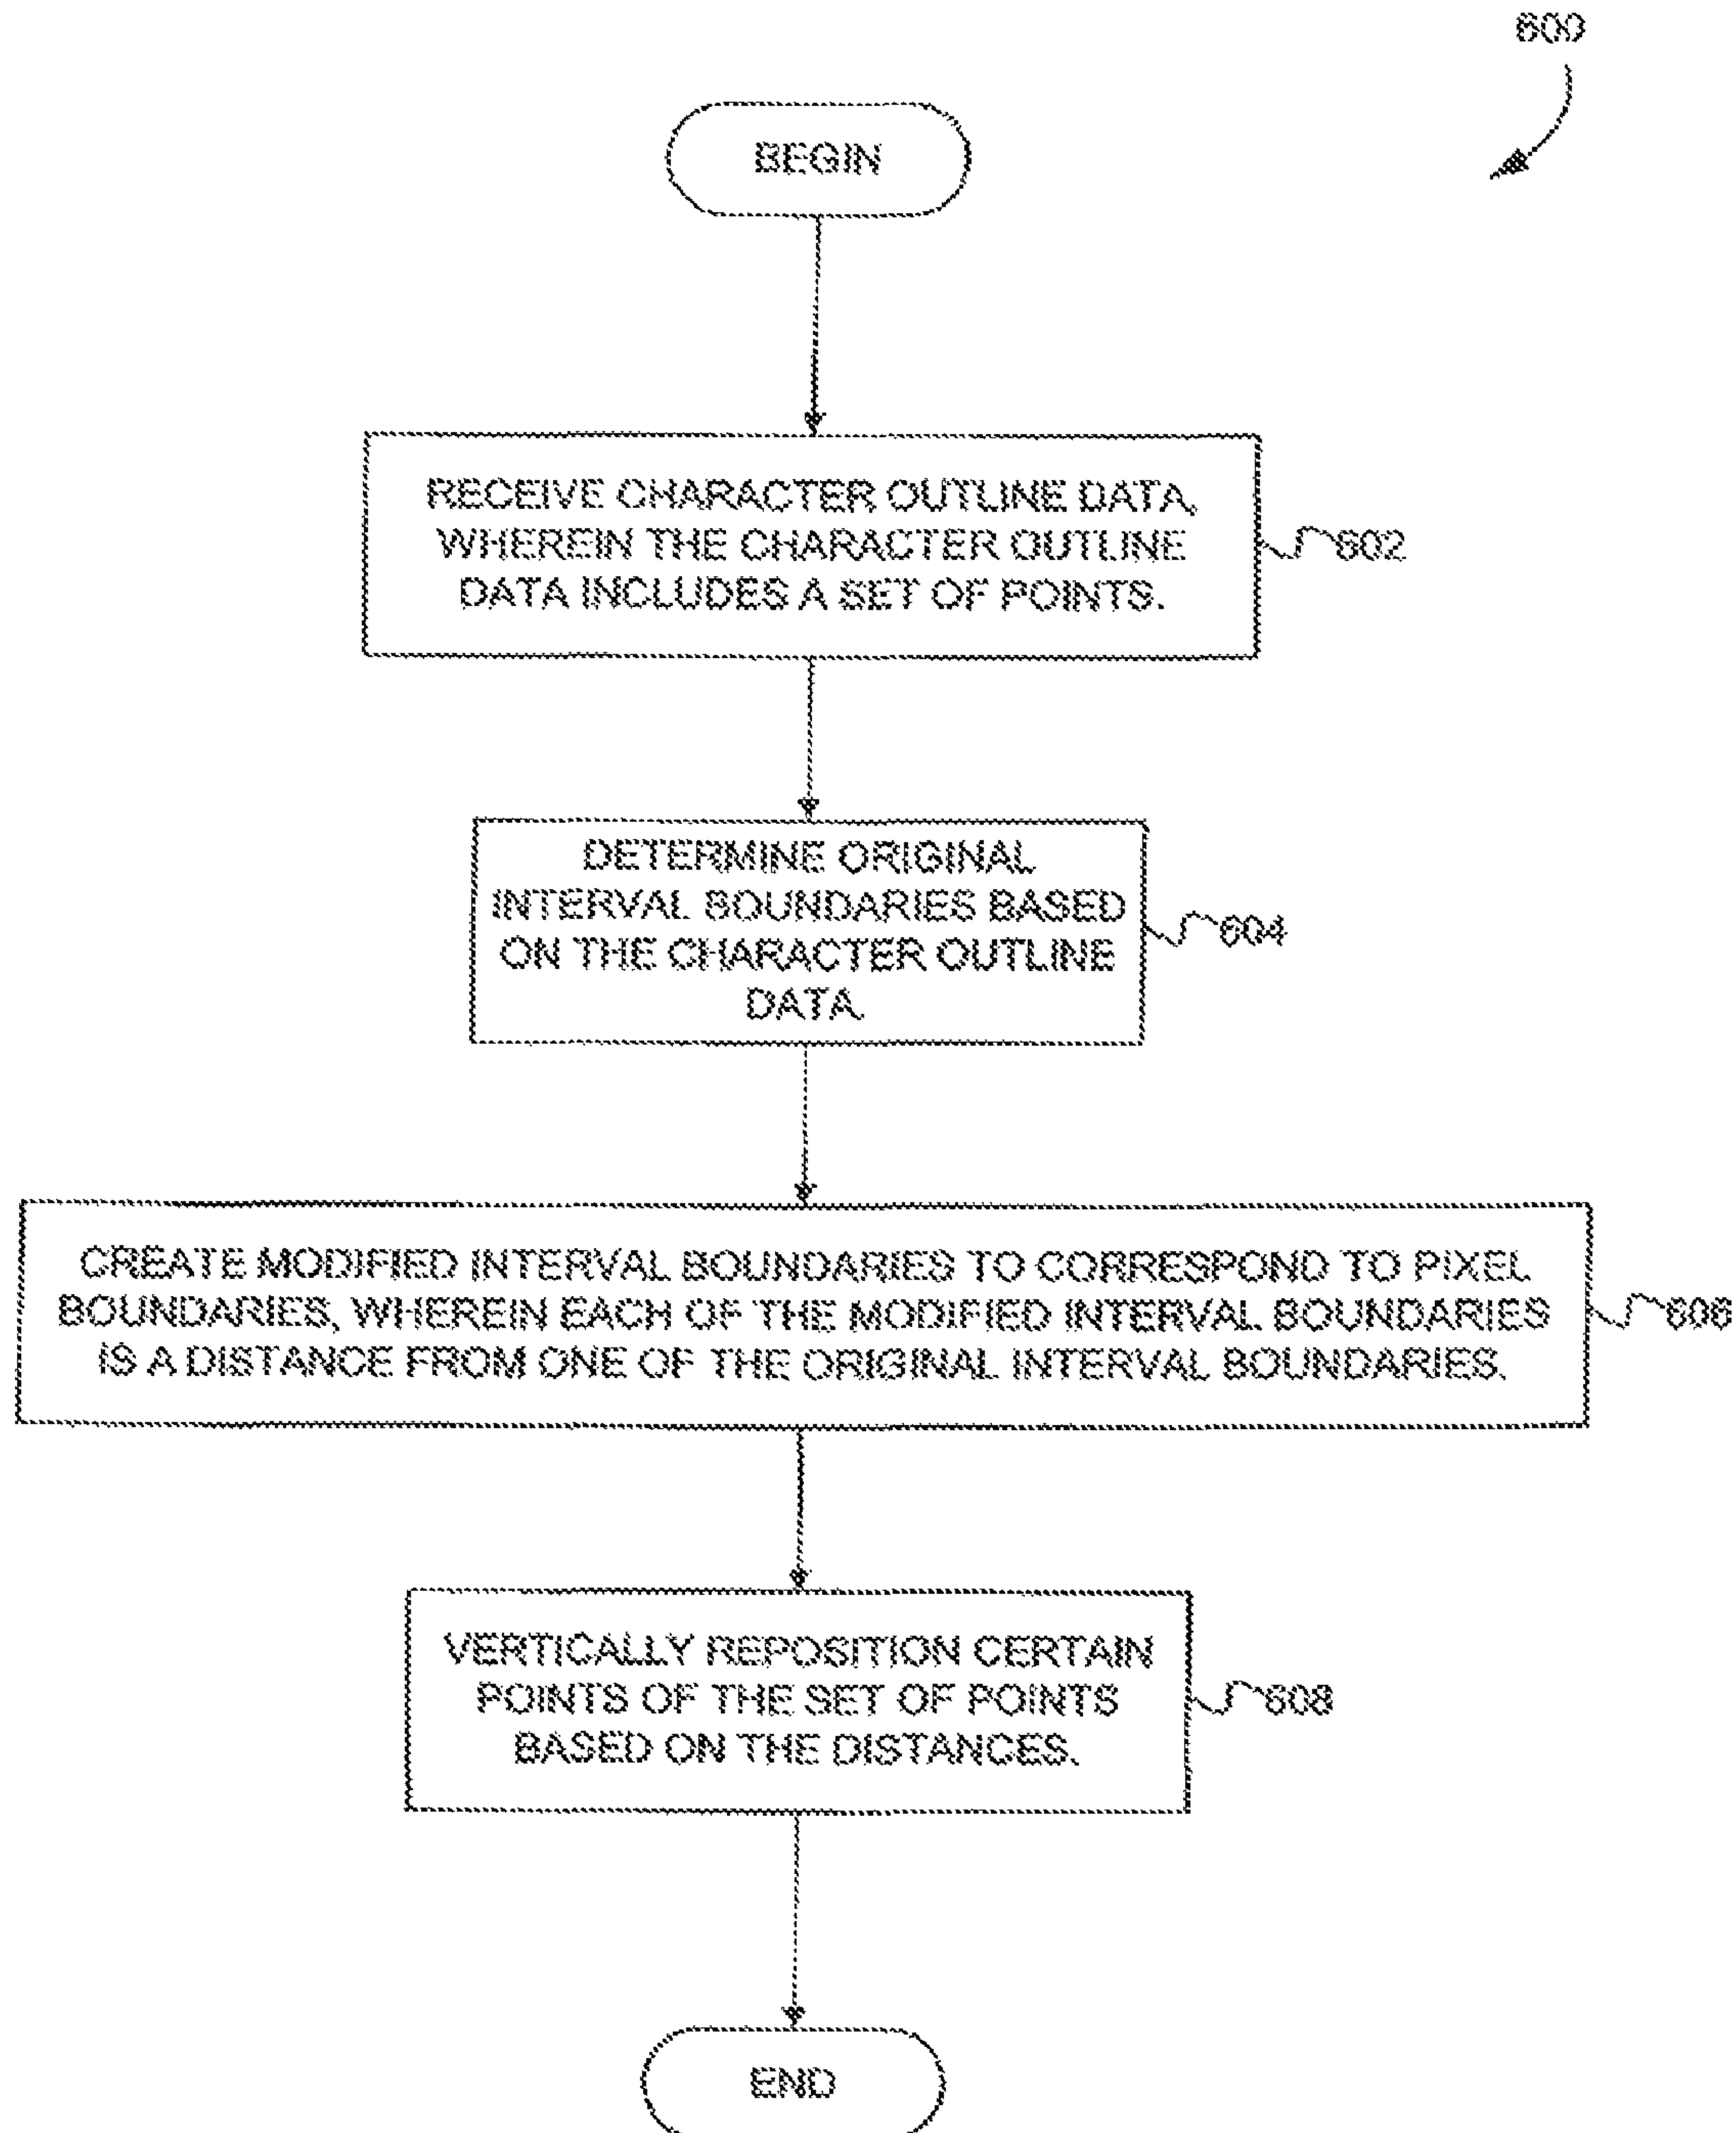 600
BEGIN
RECEIVE CHARACTER OUTLINE DATA,
WHEREIN THE CHARACTER OUTLINE
DATA INCLUDES A SET OF POINTS.
602
DETERMINE ORIGINAL
INTERVAL BOUNDARIES BASED
ON THE CHARACTER OUTLINE
DATA.
604
CREATE MODIFIED INTERVAL BOUNDARIES TO CORRESPOND TO PIXEL
BOUNDARIES, WHEREIN EACH OF THE MODIFIED INTERVAL BOUNDARIES
IS A DISTANCE FROM ONE OF THE ORIGINAL INTERVAL BOUNDARIES.
606
VERTICALLY REPOSITION CERTAIN
POINTS OF THE SET OF POINTS
BASED ON THE DISTANCES.
608
END